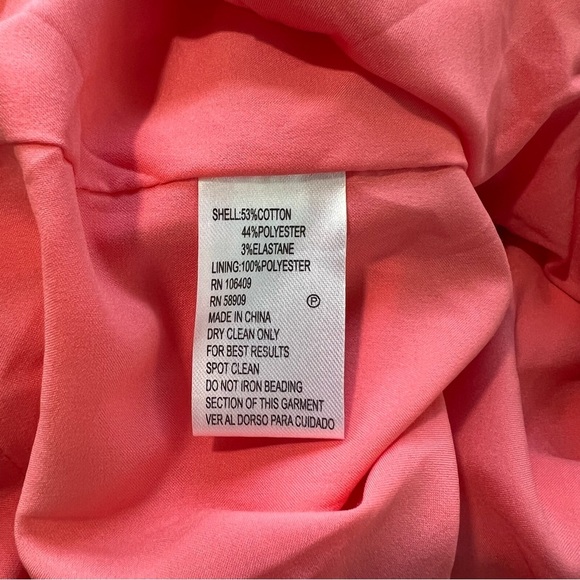 SHELL:53%COTTON
44%POLYESTER
3%ELASTANE
LINING:100%POLYESTER
RN 106409
RN 58909 Ⓟ
MADE IN CHINA
DRY CLEAN ONLY
FOR BEST RESULTS
SPOT CLEAN
DO NOT IRON BEADING
SECTION OF THIS GARMENT
VER AL DORSO PARA CUIDADO